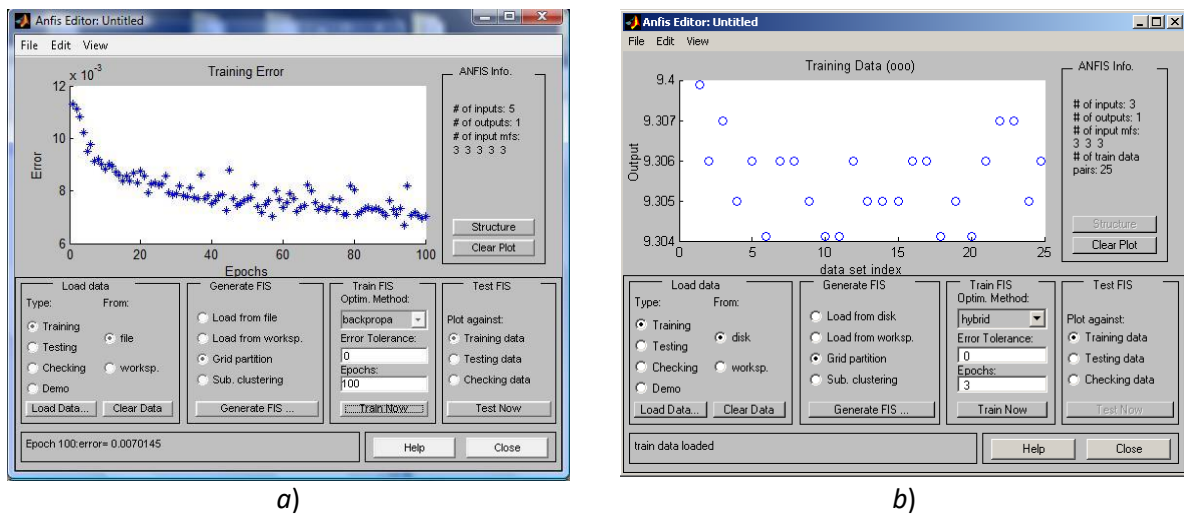 Anfis Editor: Untitled
File Edit View
Training Error
x 10^-3
12
10
8
6
Error
0 20 40 60 80 100
Epochs
ANFIS Info.
# of inputs: 5
# of outputs: 1
# of input mfs:
3 3 3 3 3
Structure
Clear Plot
Load data
Type: From:
Training
Testing
Checking
Demo
file
worksp.
Load Data... Clear Data
Generate FIS
Load from file
Load from worksp.
Grid partition
Sub. clustering
Generate FIS ...
Train FIS
Optim. Method:
backpropa
Error Tolerance:
0
Epochs:
100
Train Now
Test FIS
Plot against:
Training data
Testing data
Checking data
Test Now
Epoch 100:error= 0.0070145
Help Close
a)
Anfis Editor: Untitled
File Edit View
Training Data (ooo)
9.4
9.307
9.306
9.305
9.304
Output
0 5 10 15 20 25
data set index
ANFIS Info.
# of inputs: 3
# of outputs: 1
# of input mfs:
3 3 3
# of train data
pairs: 25
Structure
Clear Plot
Load data
Type: From:
Training
Testing
Checking
Demo
disk
worksp.
Load Data... Clear Data
Generate FIS
Load from disk
Load from worksp.
Grid partition
Sub. clustering
Generate FIS ...
Train FIS
Optim. Method:
hybrid
Error Tolerance:
0
Epochs:
3
Train Now
Test FIS
Plot against:
Training data
Testing data
Checking data
Test Now
train data loaded
Help Close
b)